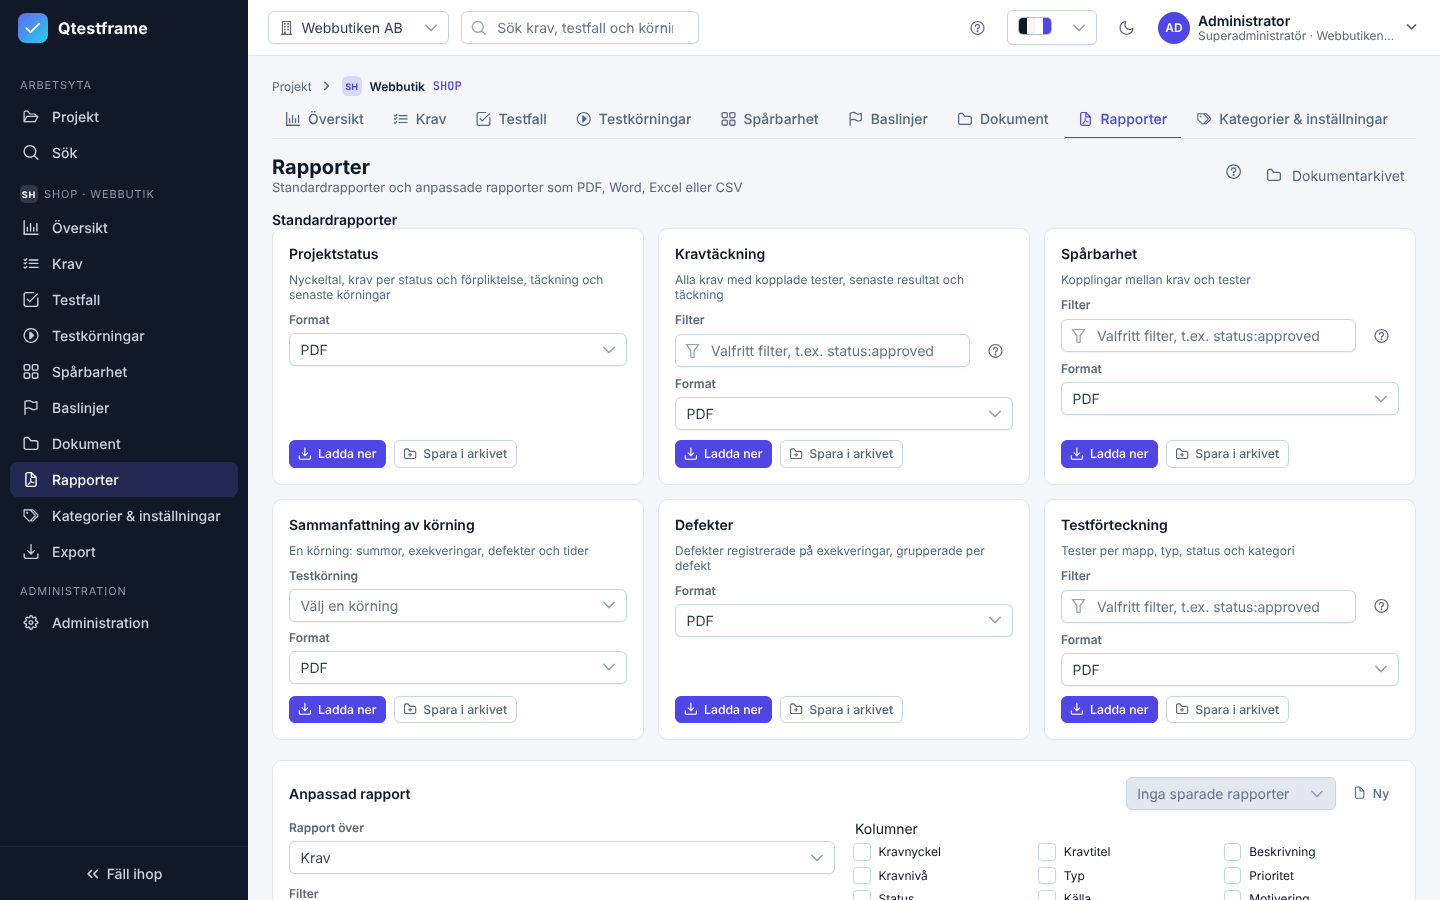 Qtestframe
Webbutiken AB
Sök krav, testfall och körnin
AD
Administrator
Superadministratör · Webbutiken...
ARBETSYTA
Projekt
Sök
SH SHOP · WEBBUTIK
Översikt
Krav
Testfall
Testkörningar
Spårbarhet
Baslinjer
Dokument
Rapporter
Kategorier & inställningar
Export
ADMINISTRATION
Administration
Fäll ihop
Projekt
SH Webbutik SHOP
Översikt
Krav
Testfall
Testkörningar
Spårbarhet
Baslinjer
Dokument
Rapporter
Kategorier & inställningar
Rapporter
Standardrapporter och anpassade rapporter som PDF, Word, Excel eller CSV
Dokumentarkivet
Standardrapporter
Projektstatus
Nyckeltal, krav per status och förpliktelse, täckning och
senaste körningar
Format
PDF
Ladda ner
Spara i arkivet
Kravtäckning
Alla krav med kopplade tester, senaste resultat och
täckning
Filter
Valfritt filter, t.ex. status:approved
Format
PDF
Ladda ner
Spara i arkivet
Spårbarhet
Kopplingar mellan krav och tester
Filter
Valfritt filter, t.ex. status:approved
Format
PDF
Ladda ner
Spara i arkivet
Sammanfattning av körning
En körning: summor, exekveringar, defekter och tider
Testkörning
Välj en körning
Format
PDF
Ladda ner
Spara i arkivet
Defekter
Defekter registrerade på exekveringar, grupperade per
defekt
Format
PDF
Ladda ner
Spara i arkivet
Testförteckning
Tester per mapp, typ, status och kategori
Filter
Valfritt filter, t.ex. status:approved
Format
PDF
Ladda ner
Spara i arkivet
Anpassad rapport
Inga sparade rapporter
Ny
Rapport över
Krav
Filter
Kolumner
Kravnyckel
Kravtitel
Beskrivning
Kravnivå
Typ
Prioritet
Status
Källa
Motivering